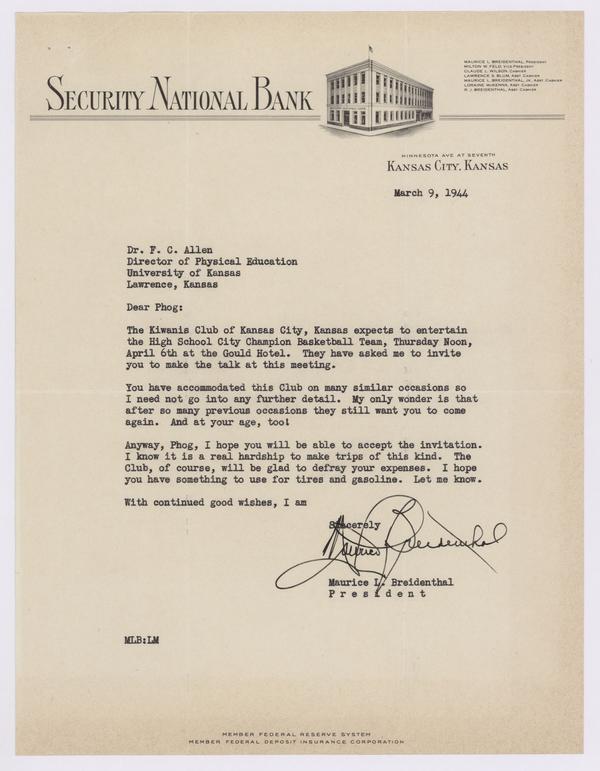 MAURICE L. BREIDENTHAL, PRESIDENT
MILTON W. FELD, VICE PRESIDENT
CLAUDE L. WILSON, CASHIER
LAWRENCE S. BLUM, ASST. CASHIER
MAURICE L. BREIDENTHAL, JR., ASST. CASHIER
LORAINE MCKENNA, ASST. CASHIER
R. J. BREIDENTHAL, ASST. CASHIER
SECURITY NATIONAL BANK
MINNESOTA AVE AT SEVENTH
KANSAS CITY, KANSAS
March 9, 1944
Dr. F. C. Allen
Director of Physical Education
University of Kansas
Lawrence, Kansas
Dear Phog:
The Kiwanis Club of Kansas City, Kansas expects to entertain
the High School City Champion Basketball Team, Thursday Noon,
April 6th at the Gould Hotel. They have asked me to invite
you to make the talk at this meeting.
You have accommodated this Club on many similar occasions so
I need not go into any further detail. My only wonder is that
after so many previous occasions they still want you to come
again. And at your age, too!
Anyway, Phog, I hope you will be able to accept the invitation.
I know it is a real hardship to make trips of this kind. The
Club, of course, will be glad to defray your expenses. I hope
you have something to use for tires and gasoline. Let me know.
With continued good wishes, I am
Sincerely
Maurice L. Breidenthal
Maurice L. Breidenthal
President
MLB:LM
MEMBER FEDERAL RESERVE SYSTEM
MEMBER FEDERAL DEPOSIT INSURANCE CORPORATION